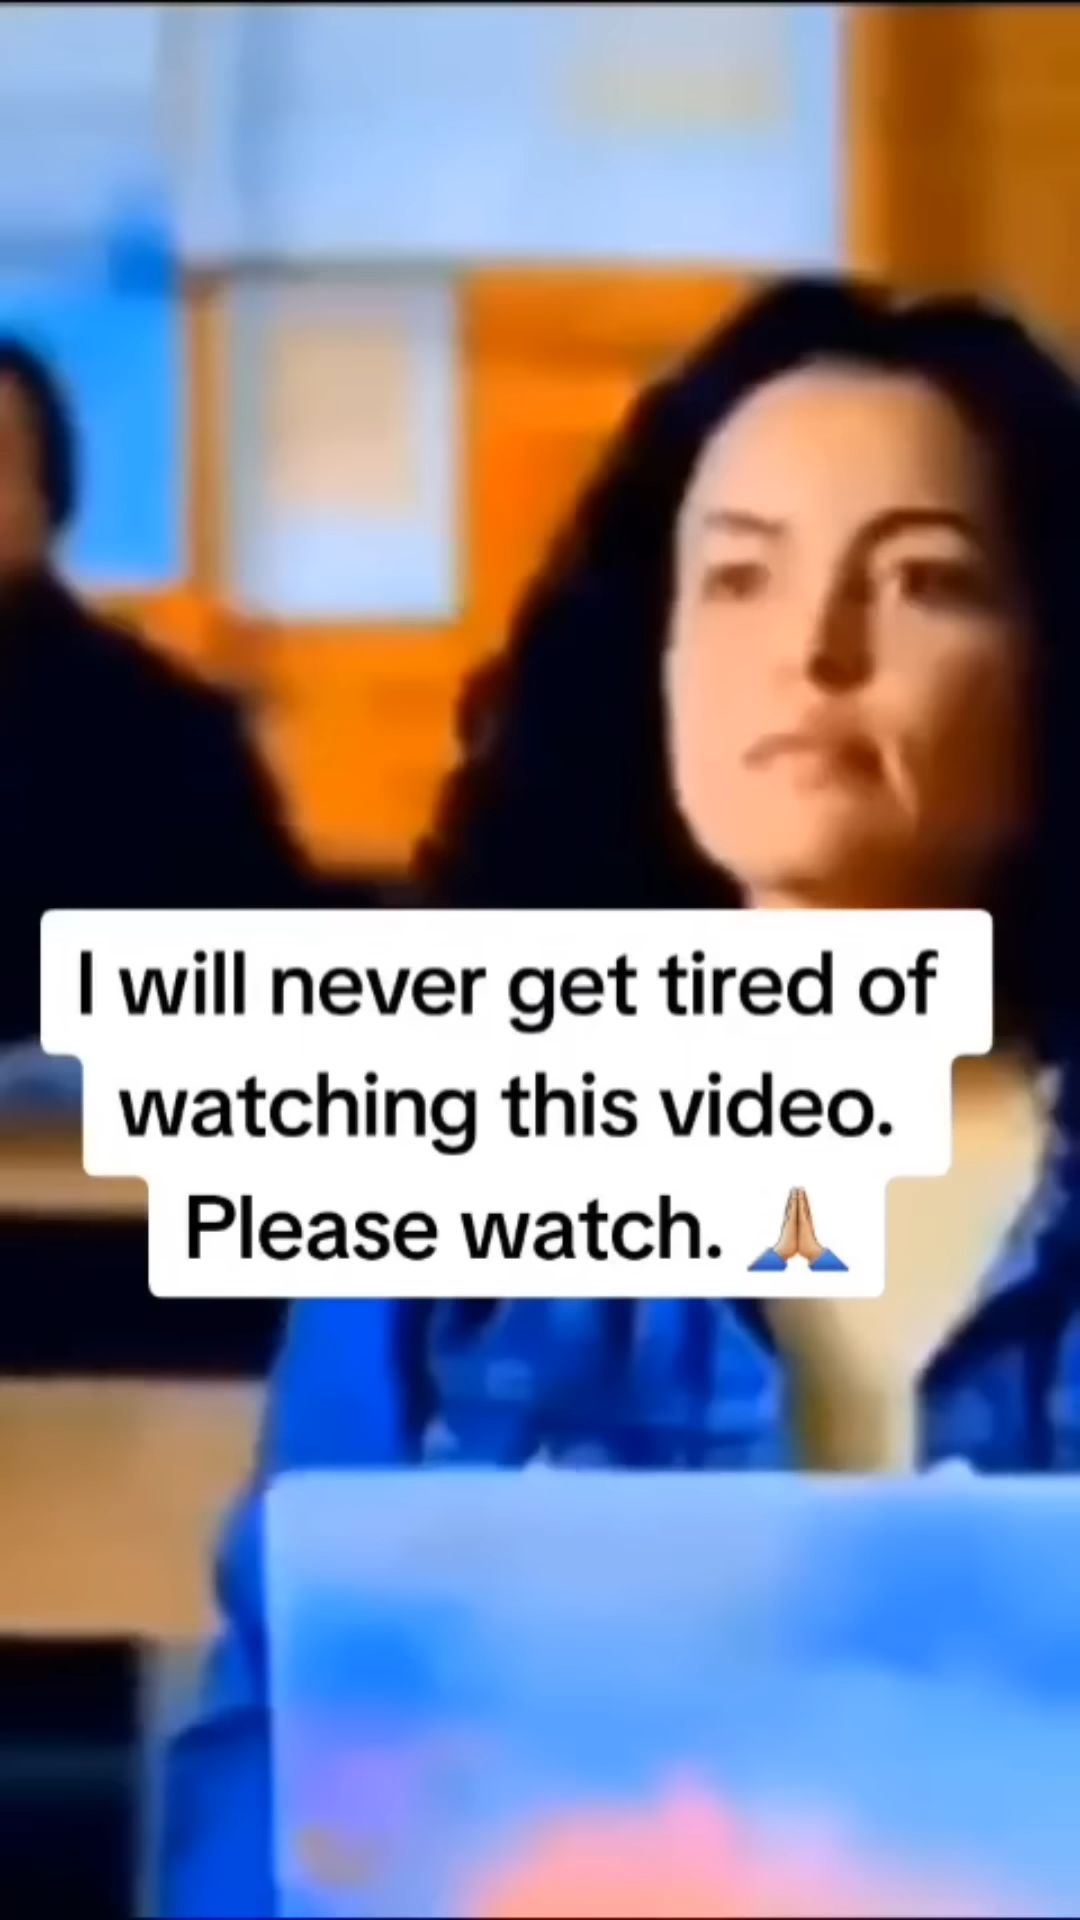 I will never get tired of
watching this video.
Please watch. 🙏🏼